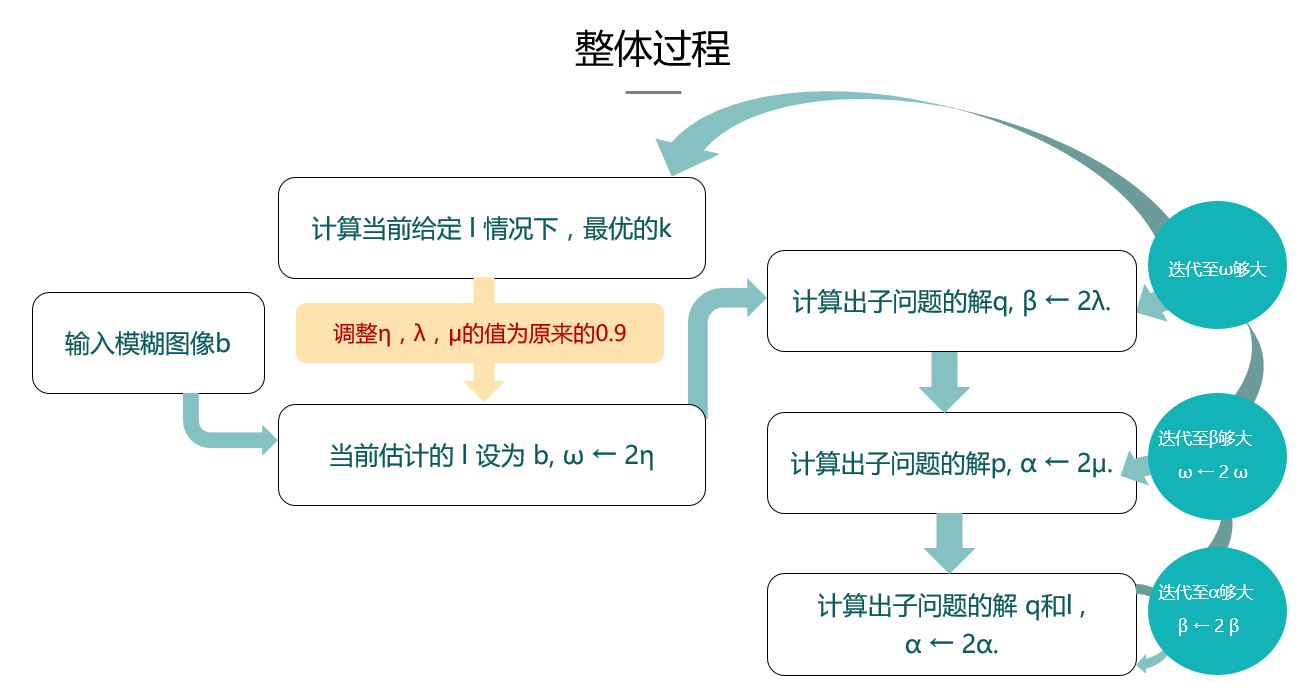 整体过程
计算当前给定 l 情况下，最优的k
输入模糊图像b
调整η，λ，μ的值为原来的0.9
当前估计的 l 设为 b, ω ← 2η
计算出子问题的解q, β ← 2λ.
计算出子问题的解p, α ← 2μ.
计算出子问题的解 q和l ,
α ← 2α.
迭代至ω够大
迭代至β够大
ω ← 2 ω
迭代至α够大
β ← 2 β